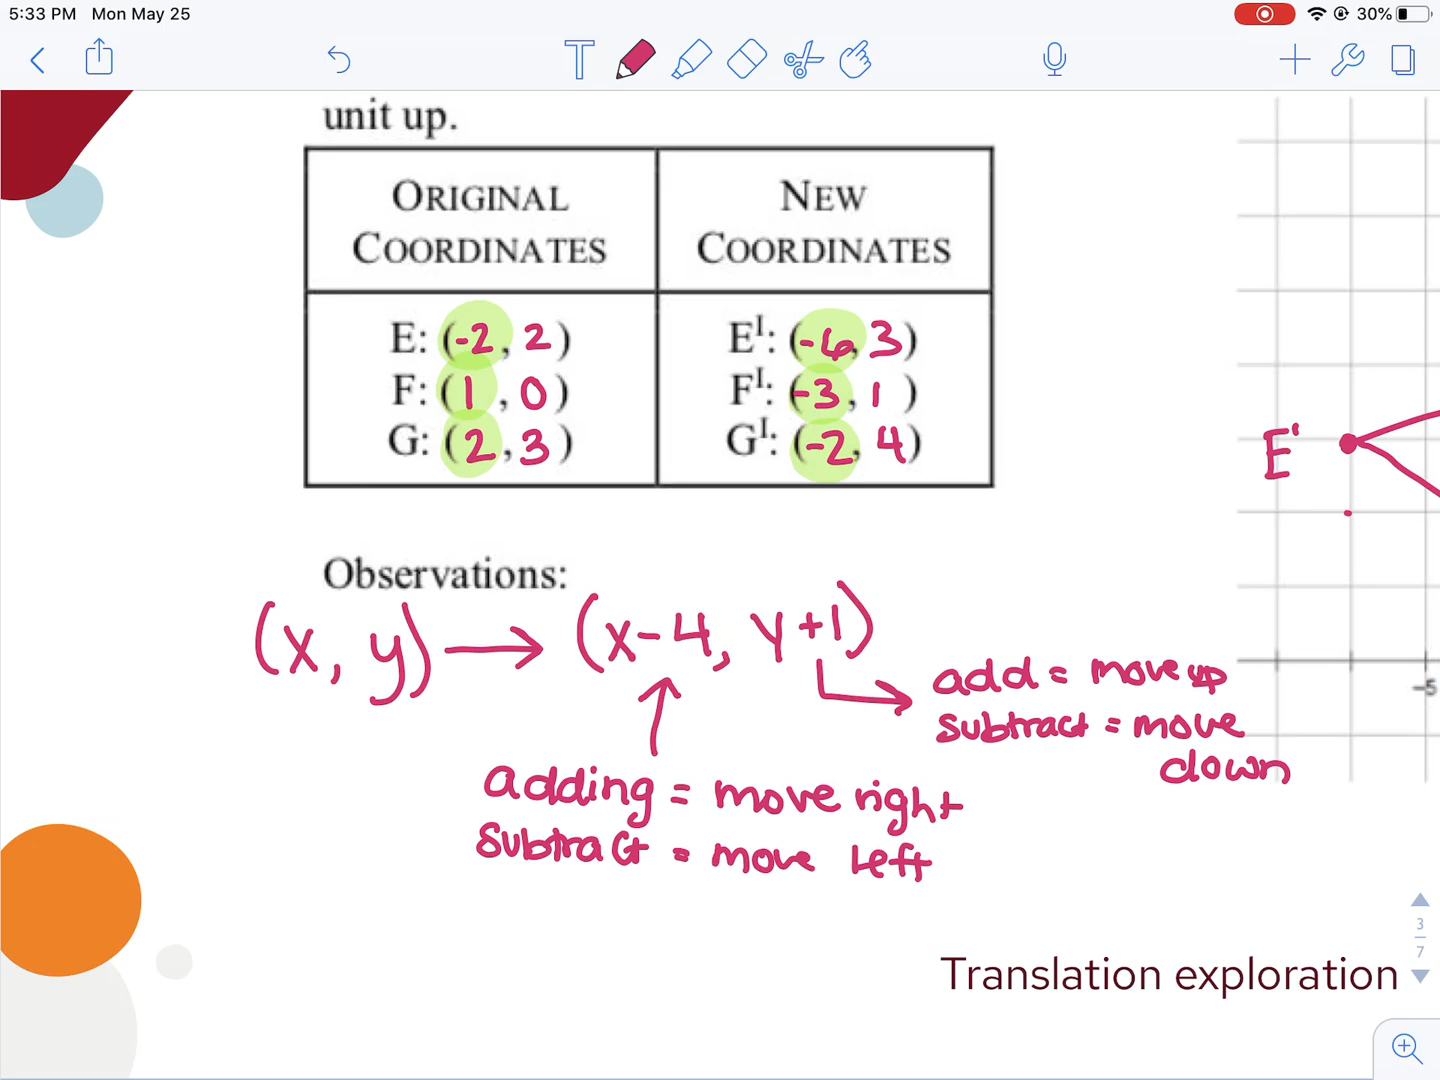 5:33 PM Mon May 25
30%
unit up.
ORIGINAL COORDINATES
NEW COORDINATES
E: (-2, 2)
E': (-6, 3)
F: (1, 0)
F': (-3, 1)
G: (2, 3)
G': (-2, 4)
E'
Observations:
(x, y) → (x-4, y+1)
-5
add = move up
subtract = move down
adding = move right
subtract = move left
3
7
Translation exploration